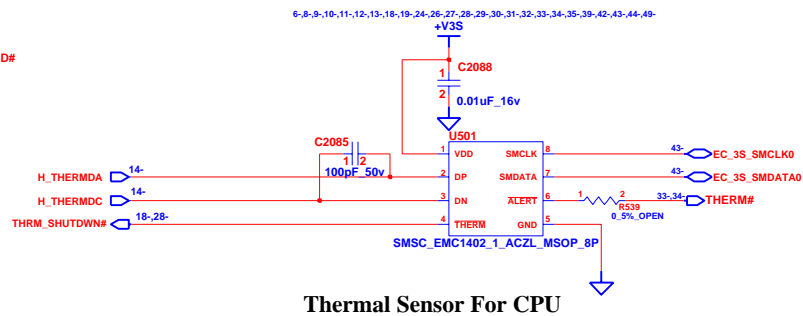 6-,8-,9-,10-,11-,12-,13-,18-,19-,24-,26-,27-,28-,29-,30-,31-,32-,33-,34-,35-,39-,42-,43-,44-,49-
+V3S
D#
C2088
1
2
0.01uF_16v
C2085
1 2
100pF_50v
U501
1 VDD SMCLK 8 43- EC_3S_SMCLK0
H_THERMDA 14- 2 DP SMDATA 7 43- EC_3S_SMDATA0
H_THERMDC 14- 3 DN ALERT 6 1 2 33-,34- THERM#
R539
0_5%_OPEN
THRM_SHUTDWN# 18-,28- 4 THERM GND 5
SMSC_EMC1402_1_ACZL_MSOP_8P
Thermal Sensor For CPU